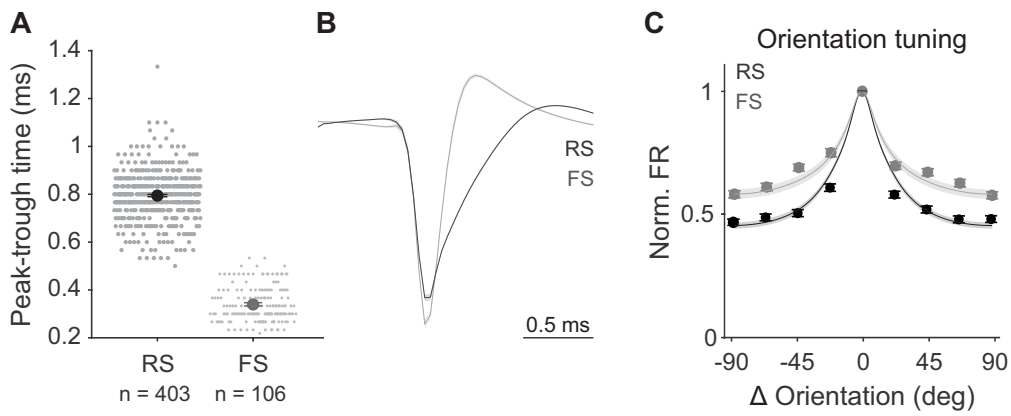 A
Peak-trough time (ms)
1.4
1.2
1
0.8
0.6
0.4
0.2
RS
FS
n = 403
n = 106
B
RS
FS
0.5 ms
C
Orientation tuning
RS
FS
Norm. FR
1
0.5
0
-90
-45
0
45
90
Δ Orientation (deg)